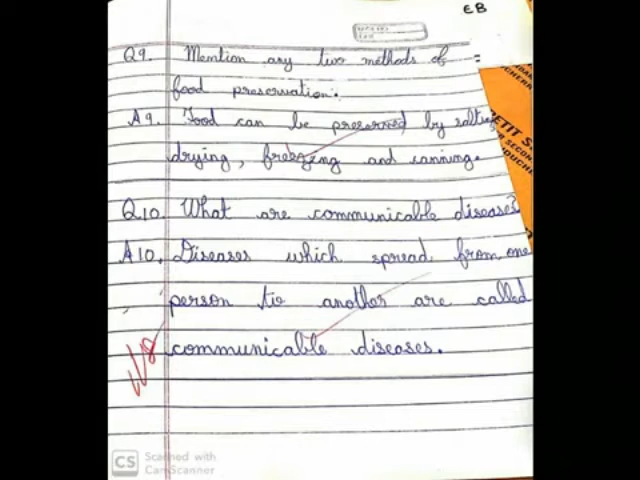 EB
Q9. Mention any two methods of
food preservation.
A9. Food can be preserved by salting,
drying, freezing and canning.
Q10. What are communicable diseases?
A10. Diseases which spread from one
person to another are called
communicable diseases.
CS Scanned with
CamScanner